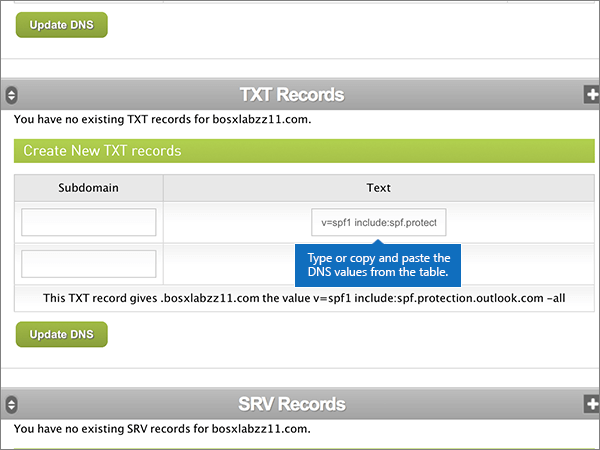 Update DNS
TXT Records
You have no existing TXT records for bosxlabzz11.com.
Create New TXT records
Subdomain
Text
v=spf1 include:spf.protect
Type or copy and paste the
DNS values from the table.
This TXT record gives .bosxlabzz11.com the value v=spf1 include:spf.protection.outlook.com -all
Update DNS
SRV Records
You have no existing SRV records for bosxlabzz11.com.